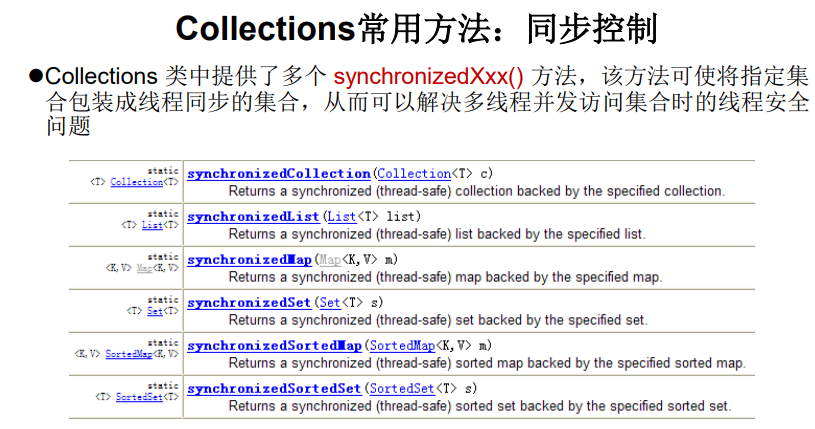 Collections常用方法：同步控制
●Collections 类中提供了多个 synchronizedXxx() 方法，该方法可使将指定集
合包装成线程同步的集合，从而可以解决多线程并发访问集合时的线程安全
问题
static
<T> Collection<T>
synchronizedCollection(Collection<T> c)
Returns a synchronized (thread-safe) collection backed by the specified collection.
static
<T> List<T>
synchronizedList(List<T> list)
Returns a synchronized (thread-safe) list backed by the specified list.
static
<K,V> Map<K,V>
synchronizedMap(Map<K,V> m)
Returns a synchronized (thread-safe) map backed by the specified map.
static
<T> Set<T>
synchronizedSet(Set<T> s)
Returns a synchronized (thread-safe) set backed by the specified set.
static
<K,V> SortedMap<K,V>
synchronizedSortedMap(SortedMap<K,V> m)
Returns a synchronized (thread-safe) sorted map backed by the specified sorted map.
static
<T> SortedSet<T>
synchronizedSortedSet(SortedSet<T> s)
Returns a synchronized (thread-safe) sorted set backed by the specified sorted set.